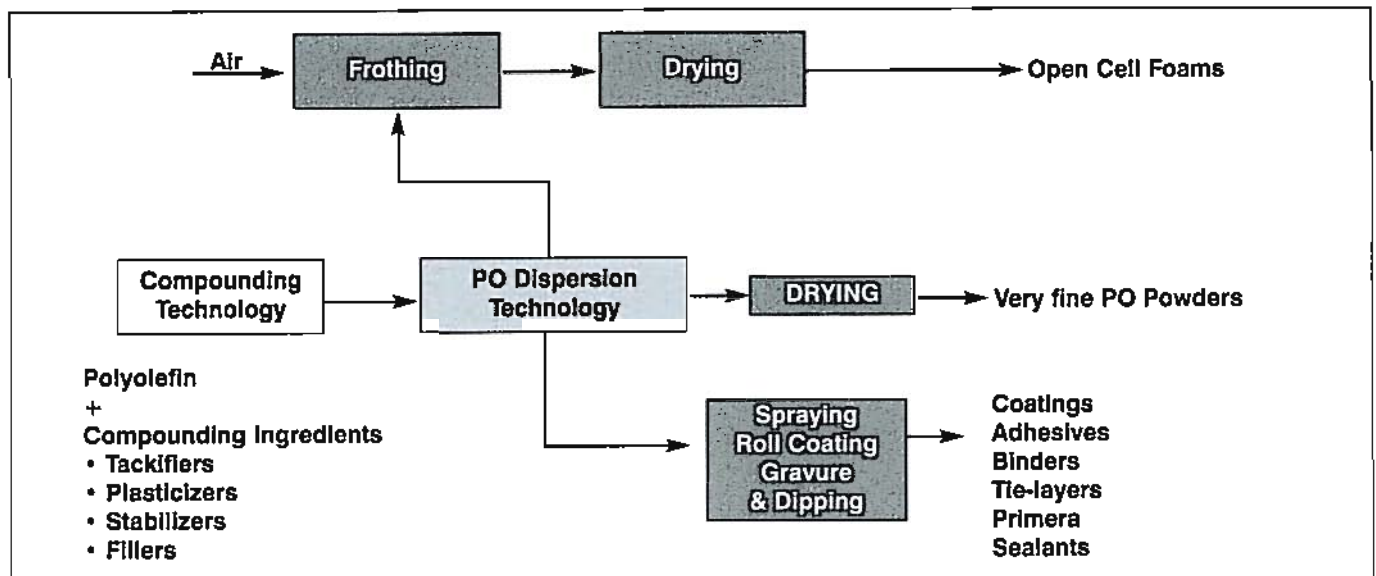 Air
Frothing
Drying
Open Cell Foams
Compounding
Technology
PO Dispersion
Technology
DRYING
Very fine PO Powders
Polyolefin
+
Compounding Ingredients
• Tackifiers
• Plasticizers
• Stabilizers
• Fillers
Spraying
Roll Coating
Gravure
& Dipping
Coatings
Adhesives
Binders
Tie-layers
Primera
Sealants